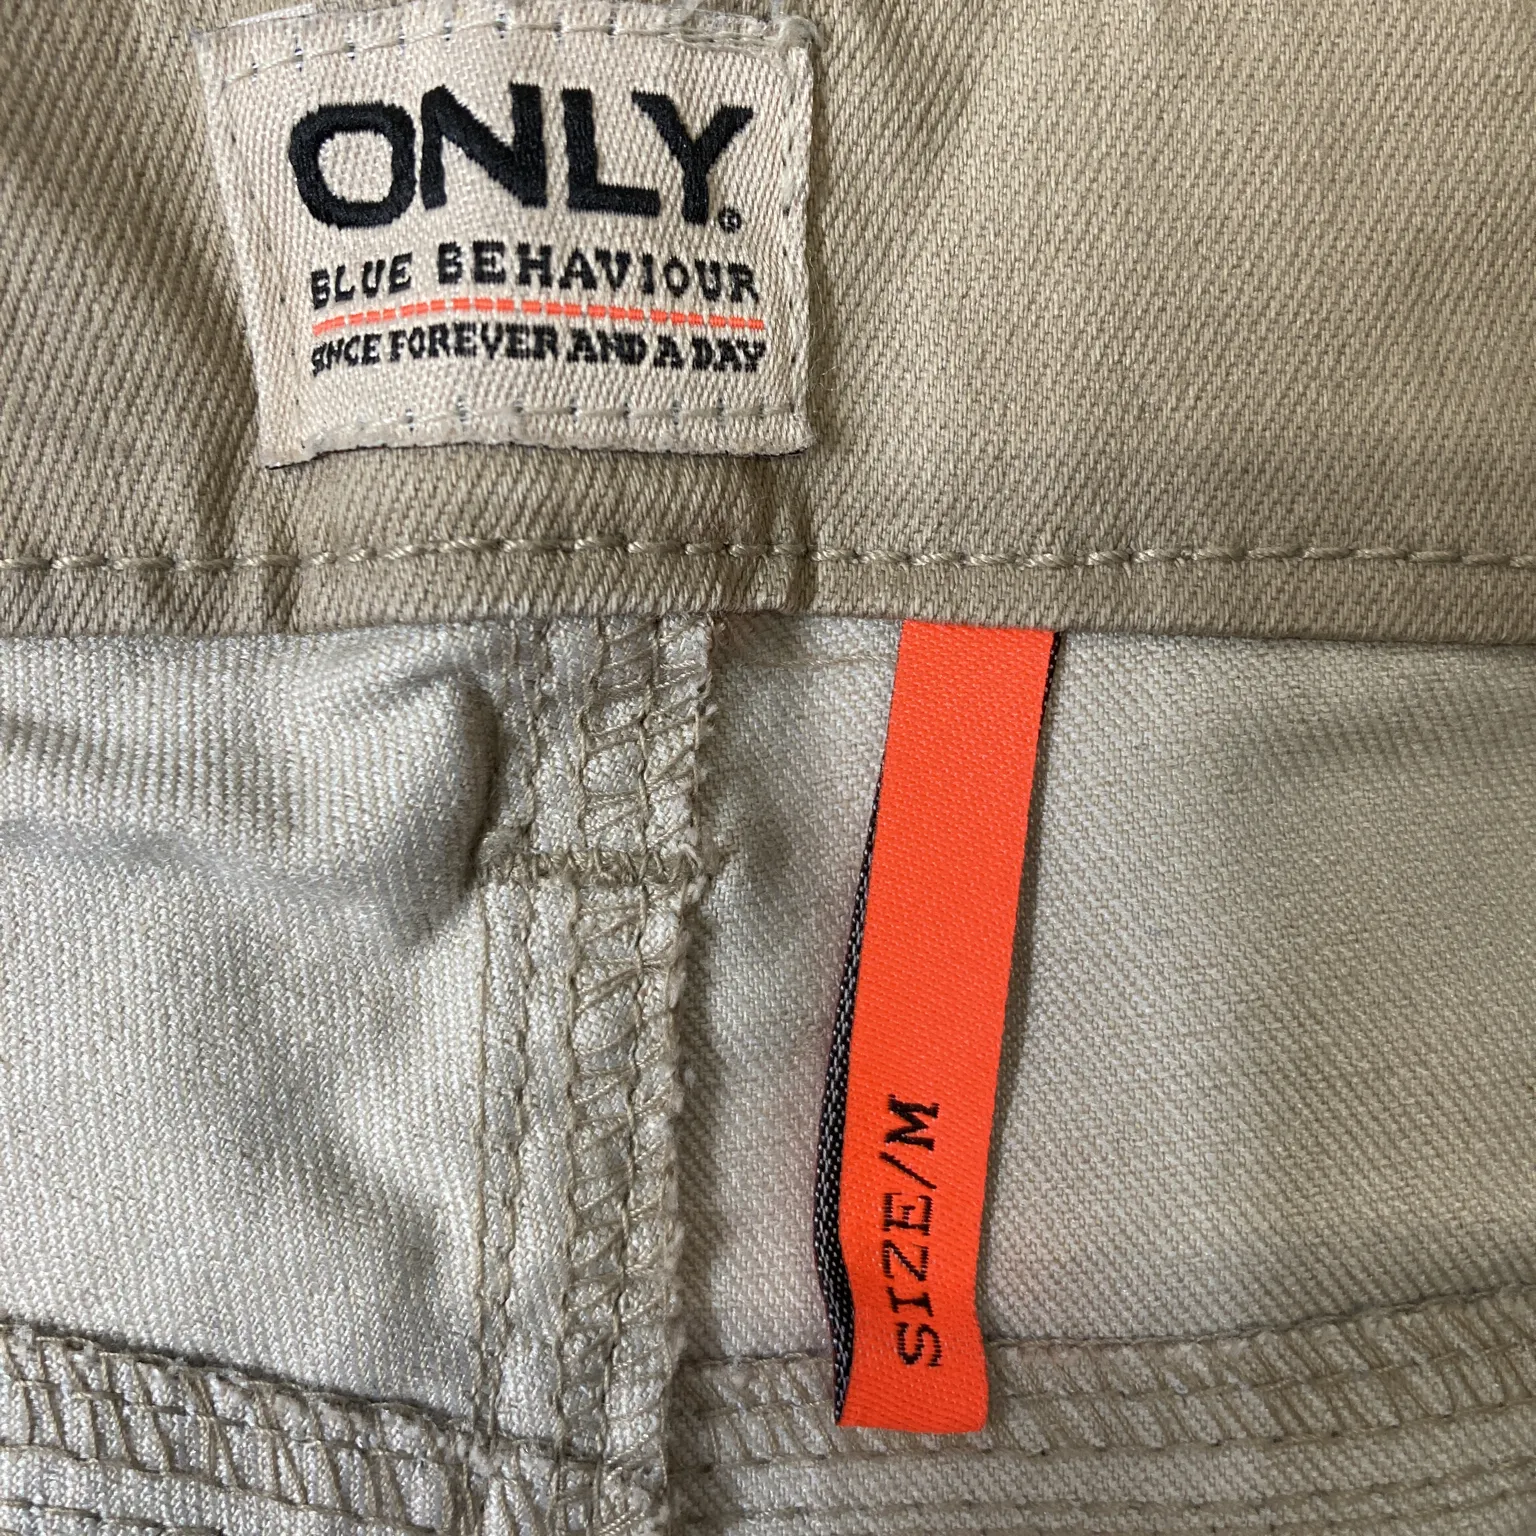 ONLY®
BLUE BEHAVIOUR
SINCE FOREVER AND A DAY
SIZE/M